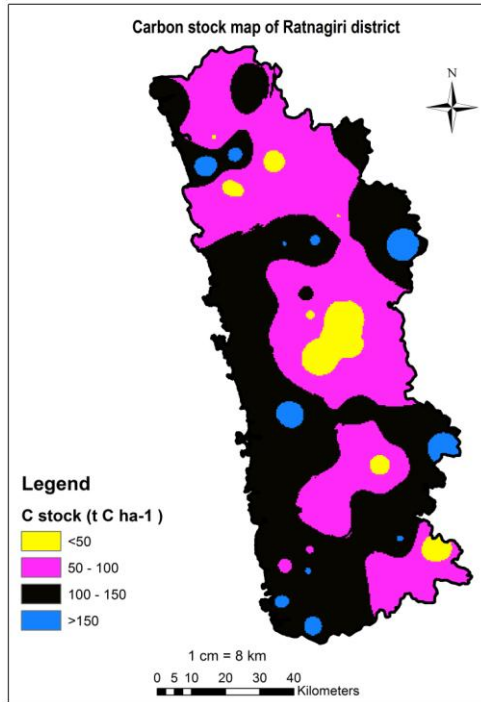 Carbon stock map of Ratnagiri district
N
Legend
C stock (t C ha-1 )
<50
50 - 100
100 - 150
>150
1 cm = 8 km
0 5 10 20 30 40
Kilometers